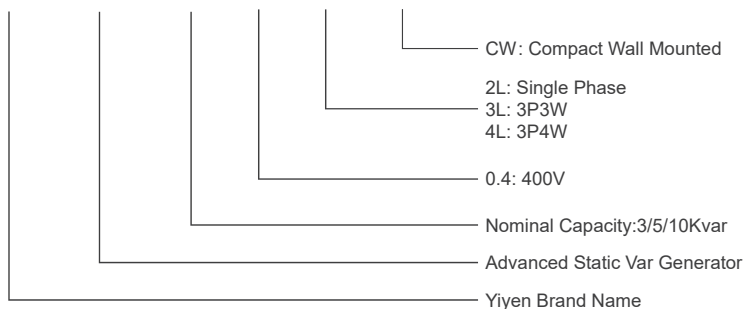 CW: Compact Wall Mounted
2L: Single Phase
3L: 3P3W
4L: 3P4W
0.4: 400V
Nominal Capacity:3/5/10Kvar
Advanced Static Var Generator
Yiyen Brand Name